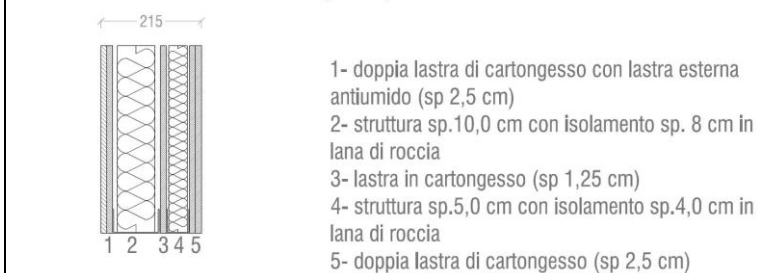 215
1- doppia lastra di cartongesso con lastra esterna
antiumido (sp 2,5 cm)
2- struttura sp.10,0 cm con isolamento sp. 8 cm in
lana di roccia
3- lastra in cartongesso (sp 1,25 cm)
4- struttura sp.5,0 cm con isolamento sp.4,0 cm in
lana di roccia
5- doppia lastra di cartongesso (sp 2,5 cm)
1 2 3 4 5